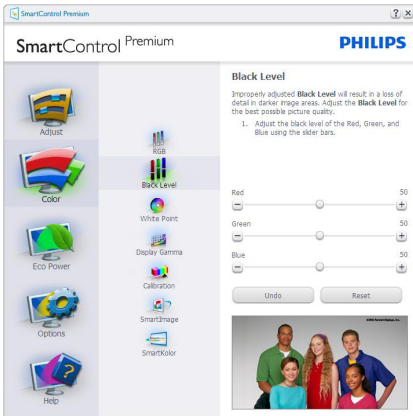 SmartControl Premium
? X
SmartControl Premium
PHILIPS
Adjust
Color
Eco Power
Options
Help
RGB
Black Level
White Point
Display Gamma
Calibration
SmartImage
SmartKolor
Black Level
Improperly adjusted Black Level will result in a loss of
detail in darker image areas. Adjust the Black Level for
the best possible picture quality.
1. Adjust the black level of the Red, Green, and
Blue using the sider bars.
Red 50
Green 50
Blue 50
Undo
Reset